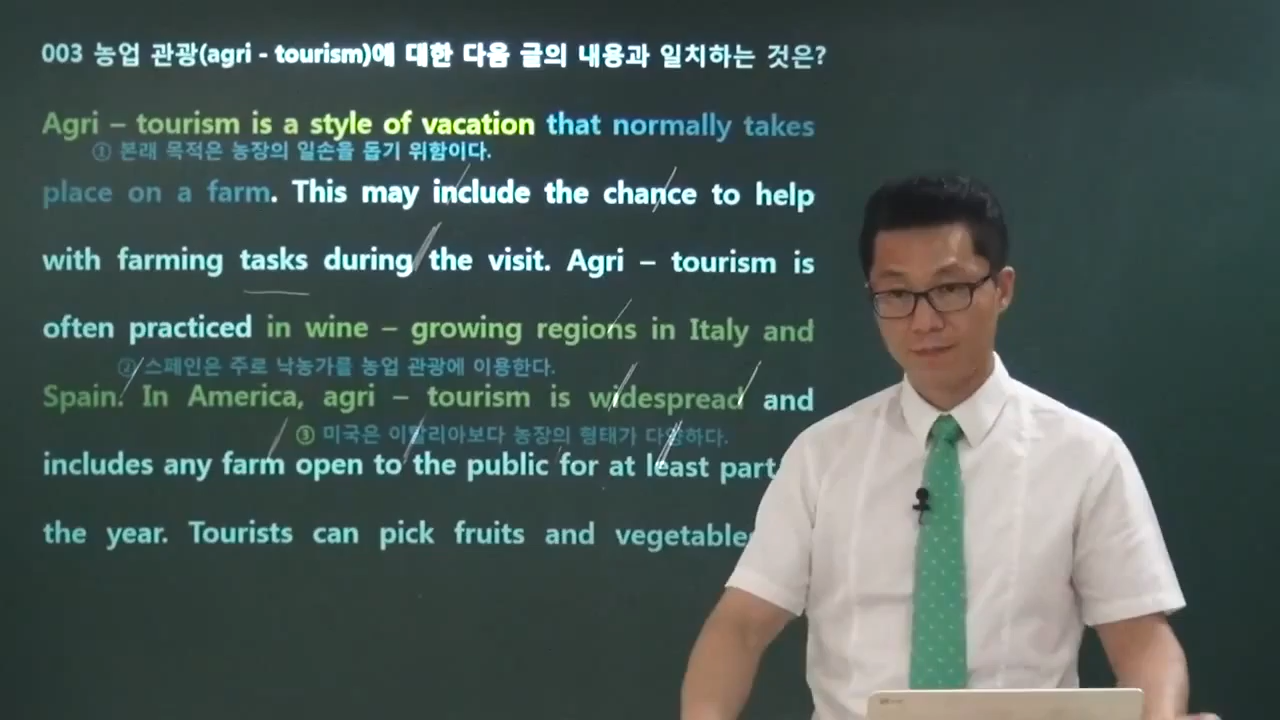 003 농업 관광(agri - tourism)에 대한 다음 글의 내용과 일치하는 것은?
Agri – tourism is a style of vacation that normally takes
① 본래 목적은 농장의 일손을 돕기 위함이다.
place on a farm. This may include the chance to help
with farming tasks during the visit. Agri – tourism is
often practiced in wine – growing regions in Italy and
② 스페인은 주로 낙농가를 농업 관광에 이용한다.
Spain. In America, agri – tourism is widespread and
③ 미국은 이탈리아보다 농장의 형태가 다양하다.
includes any farm open to the public for at least part
the year. Tourists can pick fruits and vegetables